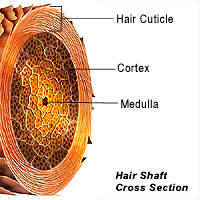 Hair Cuticle
Cortex
Medulla
Hair Shaft
Cross Section